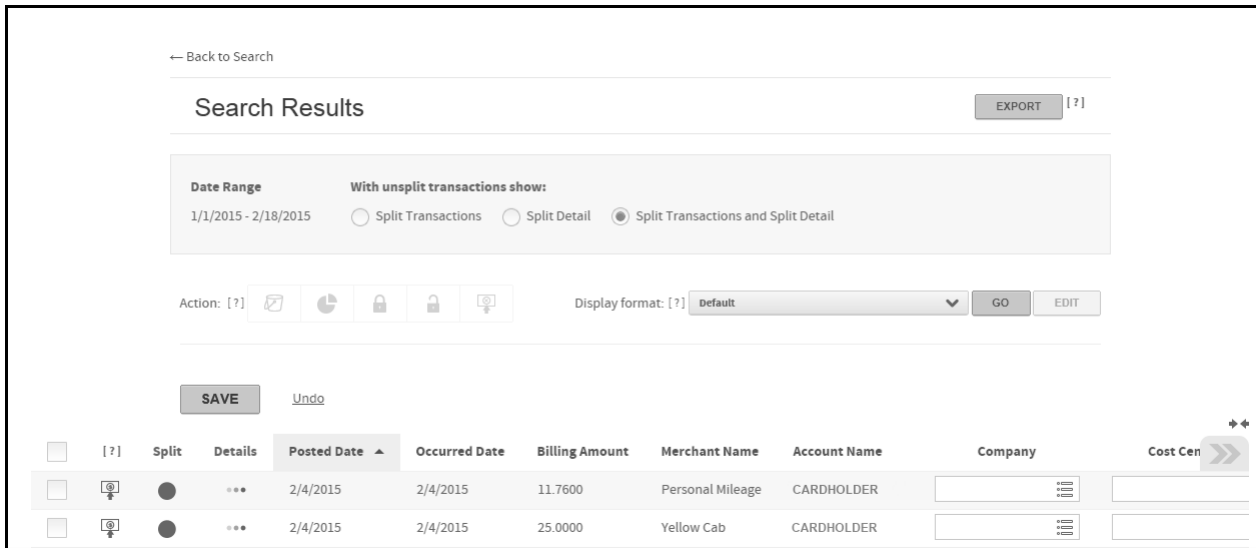 ← Back to Search
Search Results EXPORT [?]
Date Range With unsplit transactions show:
1/1/2015 - 2/18/2015 Split Transactions Split Detail Split Transactions and Split Detail
Action: [?] Display format: [?] Default GO EDIT
SAVE Undo
[?] Split Details Posted Date Occurred Date Billing Amount Merchant Name Account Name Company Cost Cen
2/4/2015 2/4/2015 11.7600 Personal Mileage CARDHOLDER
2/4/2015 2/4/2015 25.0000 Yellow Cab CARDHOLDER